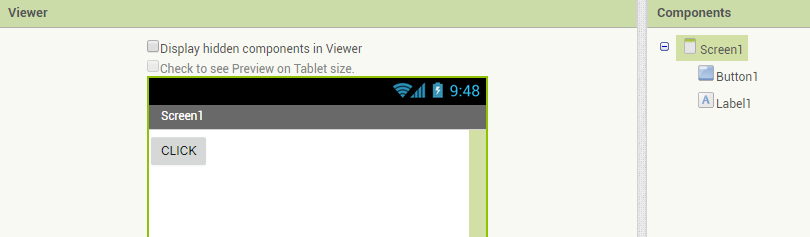 Viewer
Display hidden components in Viewer
Check to see Preview on Tablet size.
9:48
Screen1
CLICK
Components
Screen1
Button1
A Label1